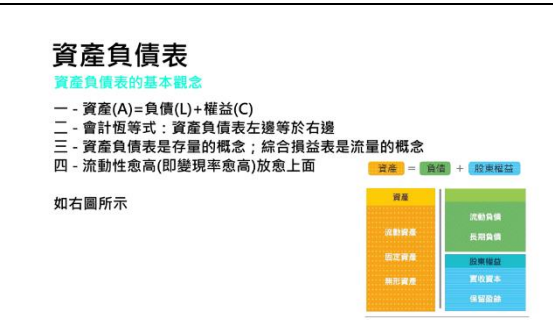 資產負債表
資產負債表的基本觀念
一 - 資產(A)=負債(L)+權益(C)
二 - 會計恆等式：資產負債表左邊等於右邊
三 - 資產負債表是存量的概念；綜合損益表是流量的概念
四 - 流動性愈高(即變現率愈高)放愈上面
如右圖所示
資產 = 負債 + 股東權益
資產
流動資產
固定資產
無形資產
流動負債
長期負債
股東權益
實收資本
保留盈餘